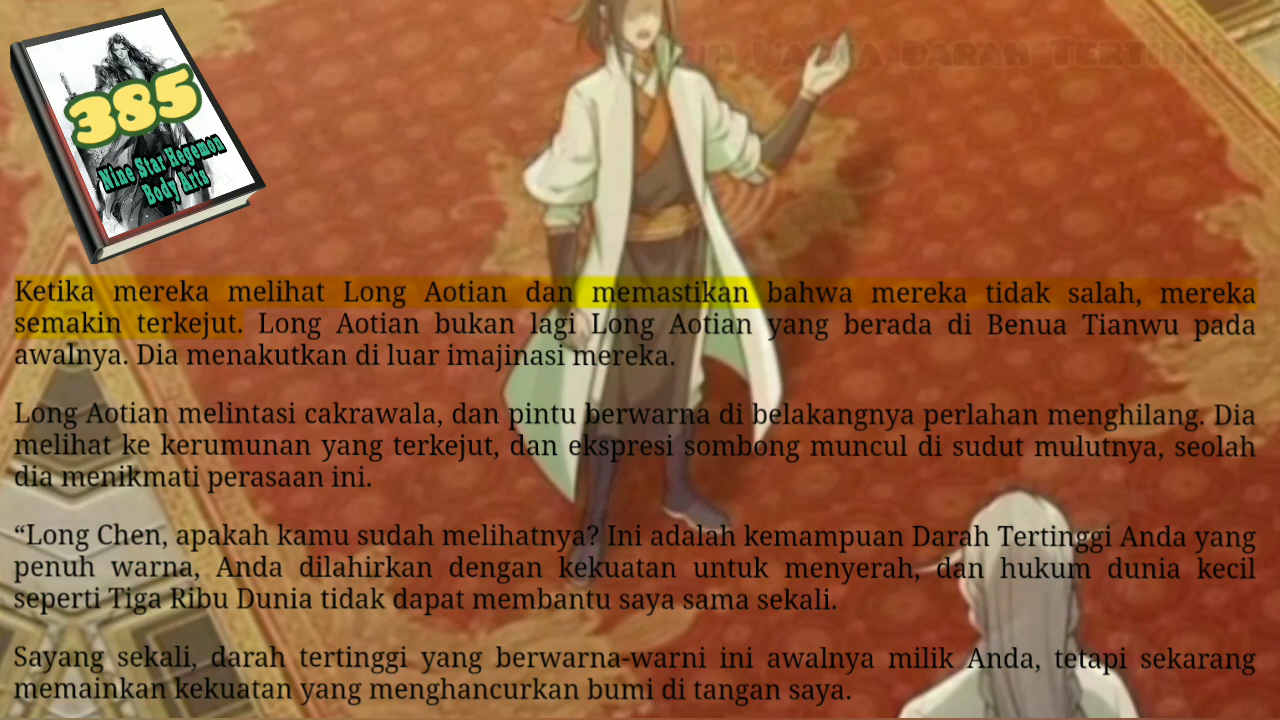 385
Nine Star Hegemon
Body Arts
Warna Darah Tertinggi
Ketika mereka melihat Long Aotian dan memastikan bahwa mereka tidak salah, mereka
semakin terkejut. Long Aotian bukan lagi Long Aotian yang berada di Benua Tianwu pada
awalnya. Dia menakutkan di luar imajinasi mereka.
Long Aotian melintasi cakrawala, dan pintu berwarna di belakangnya perlahan menghilang. Dia
melihat ke kerumunan yang terkejut, dan ekspresi sombong muncul di sudut mulutnya, seolah
dia menikmati perasaan ini.
“Long Chen, apakah kamu sudah melihatnya? Ini adalah kemampuan Darah Tertinggi Anda yang
penuh warna, Anda dilahirkan dengan kekuatan untuk menyerah, dan hukum dunia kecil
seperti Tiga Ribu Dunia tidak dapat membantu saya sama sekali.
Sayang sekali, darah tertinggi yang berwarna-warni ini awalnya milik Anda, tetapi sekarang
memainkan kekuatan yang menghancurkan bumi di tangan saya.